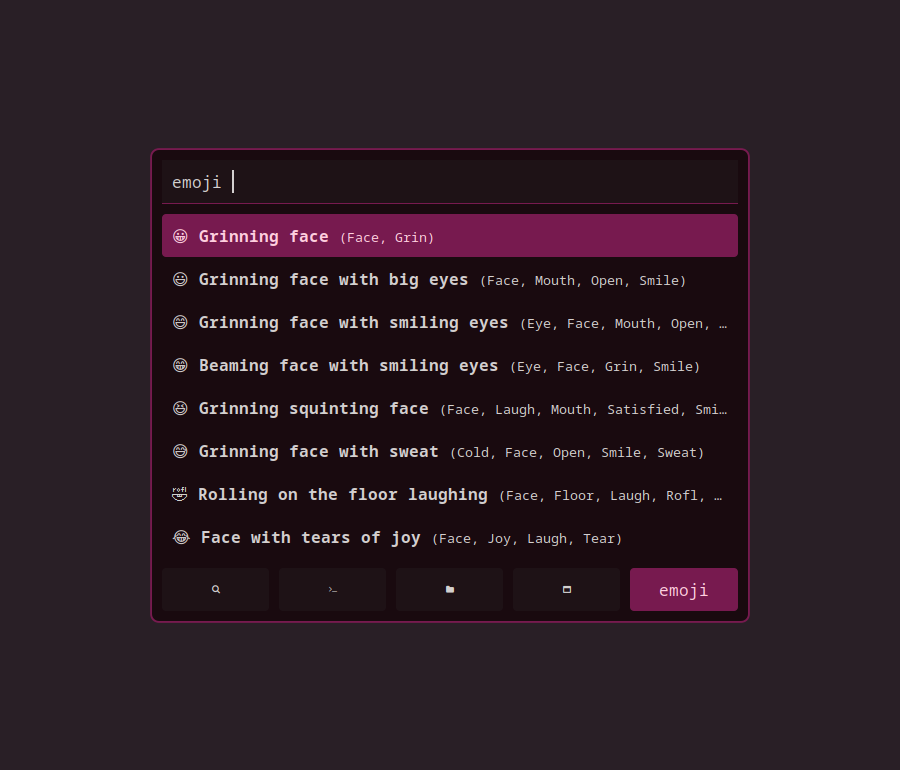 emoji
😀 Grinning face (Face, Grin)
😃 Grinning face with big eyes (Face, Mouth, Open, Smile)
😄 Grinning face with smiling eyes (Eye, Face, Mouth, Open, …
😁 Beaming face with smiling eyes (Eye, Face, Grin, Smile)
😆 Grinning squinting face (Face, Laugh, Mouth, Satisfied, Smi…
😅 Grinning face with sweat (Cold, Face, Open, Smile, Sweat)
🤣 Rolling on the floor laughing (Face, Floor, Laugh, Rofl, …
😂 Face with tears of joy (Face, Joy, Laugh, Tear)
emoji